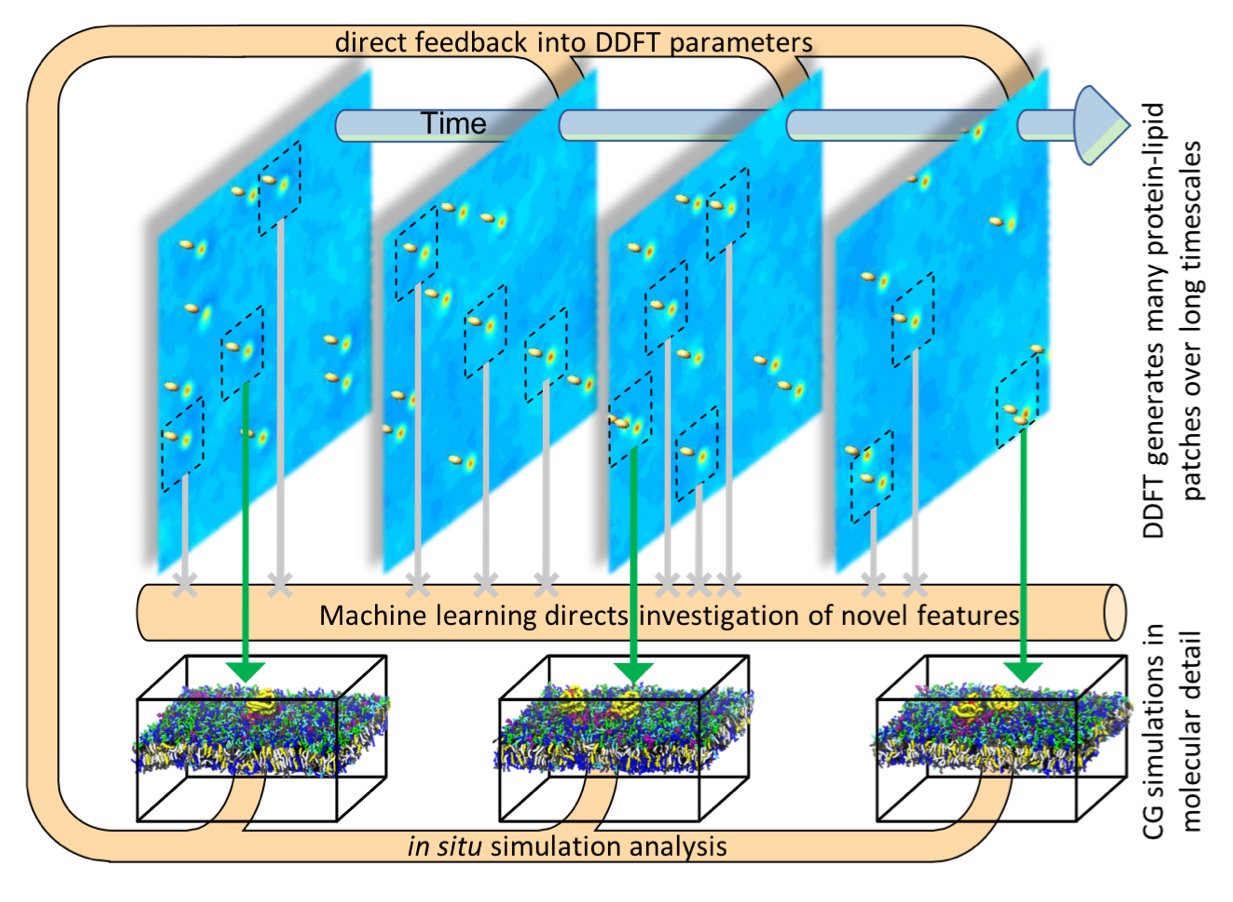 direct feedback into DDFT parameters
Time
DDFT generates many protein-lipid
patches over long timescales
Machine learning directs investigation of novel features
CG simulations in
molecular detail
in situ simulation analysis